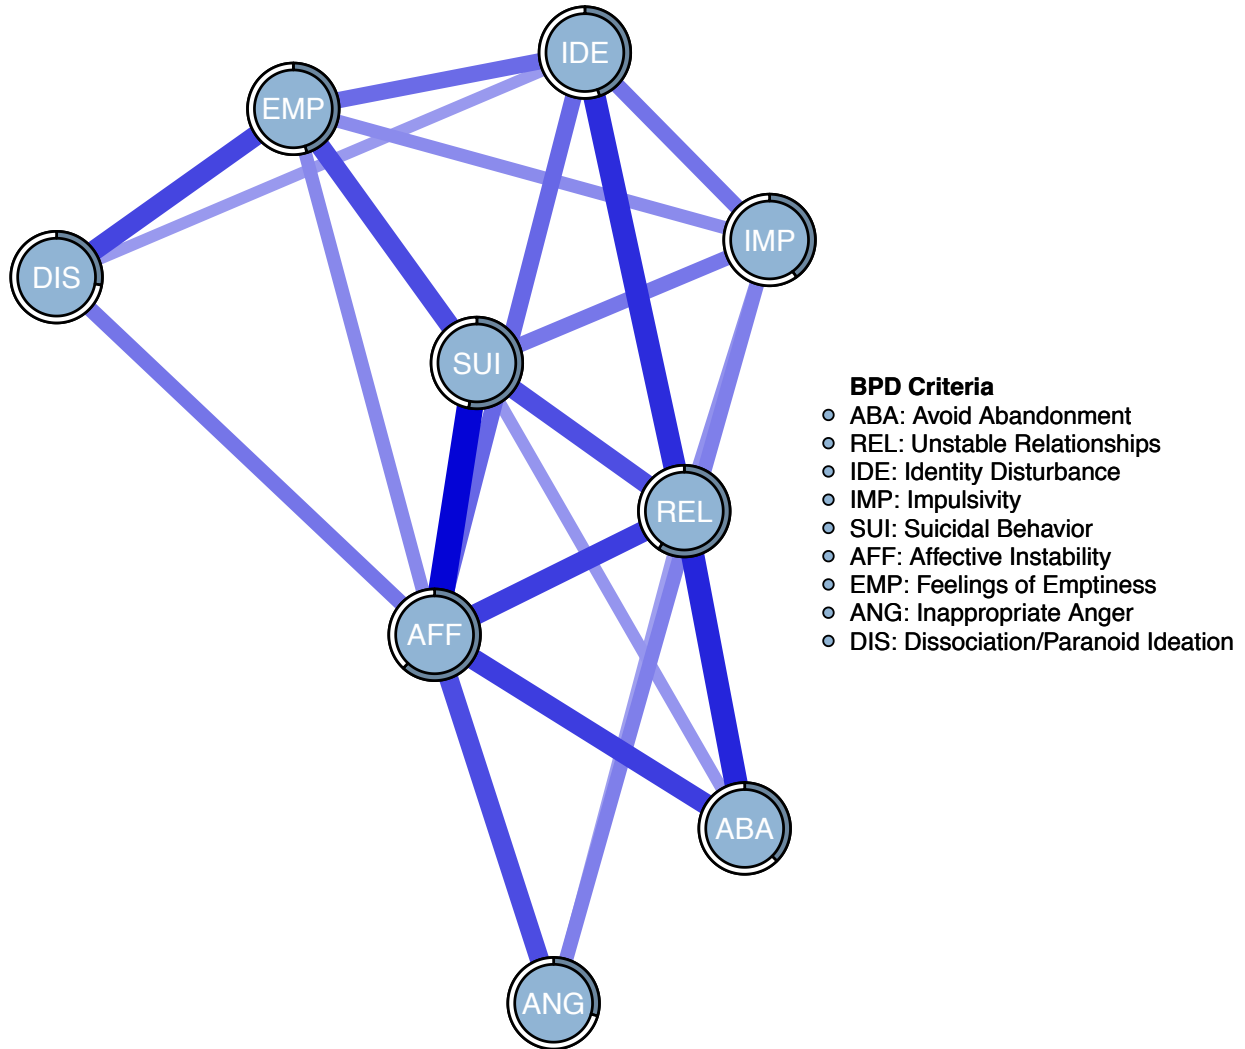 IDE
EMP
IMP
DIS
SUI
BPD Criteria
ABA: Avoid Abandonment
REL: Unstable Relationships
IDE: Identity Disturbance
IMP: Impulsivity
SUI: Suicidal Behavior
AFF: Affective Instability
EMP: Feelings of Emptiness
ANG: Inappropriate Anger
DIS: Dissociation/Paranoid Ideation
REL
AFF
ABA
ANG